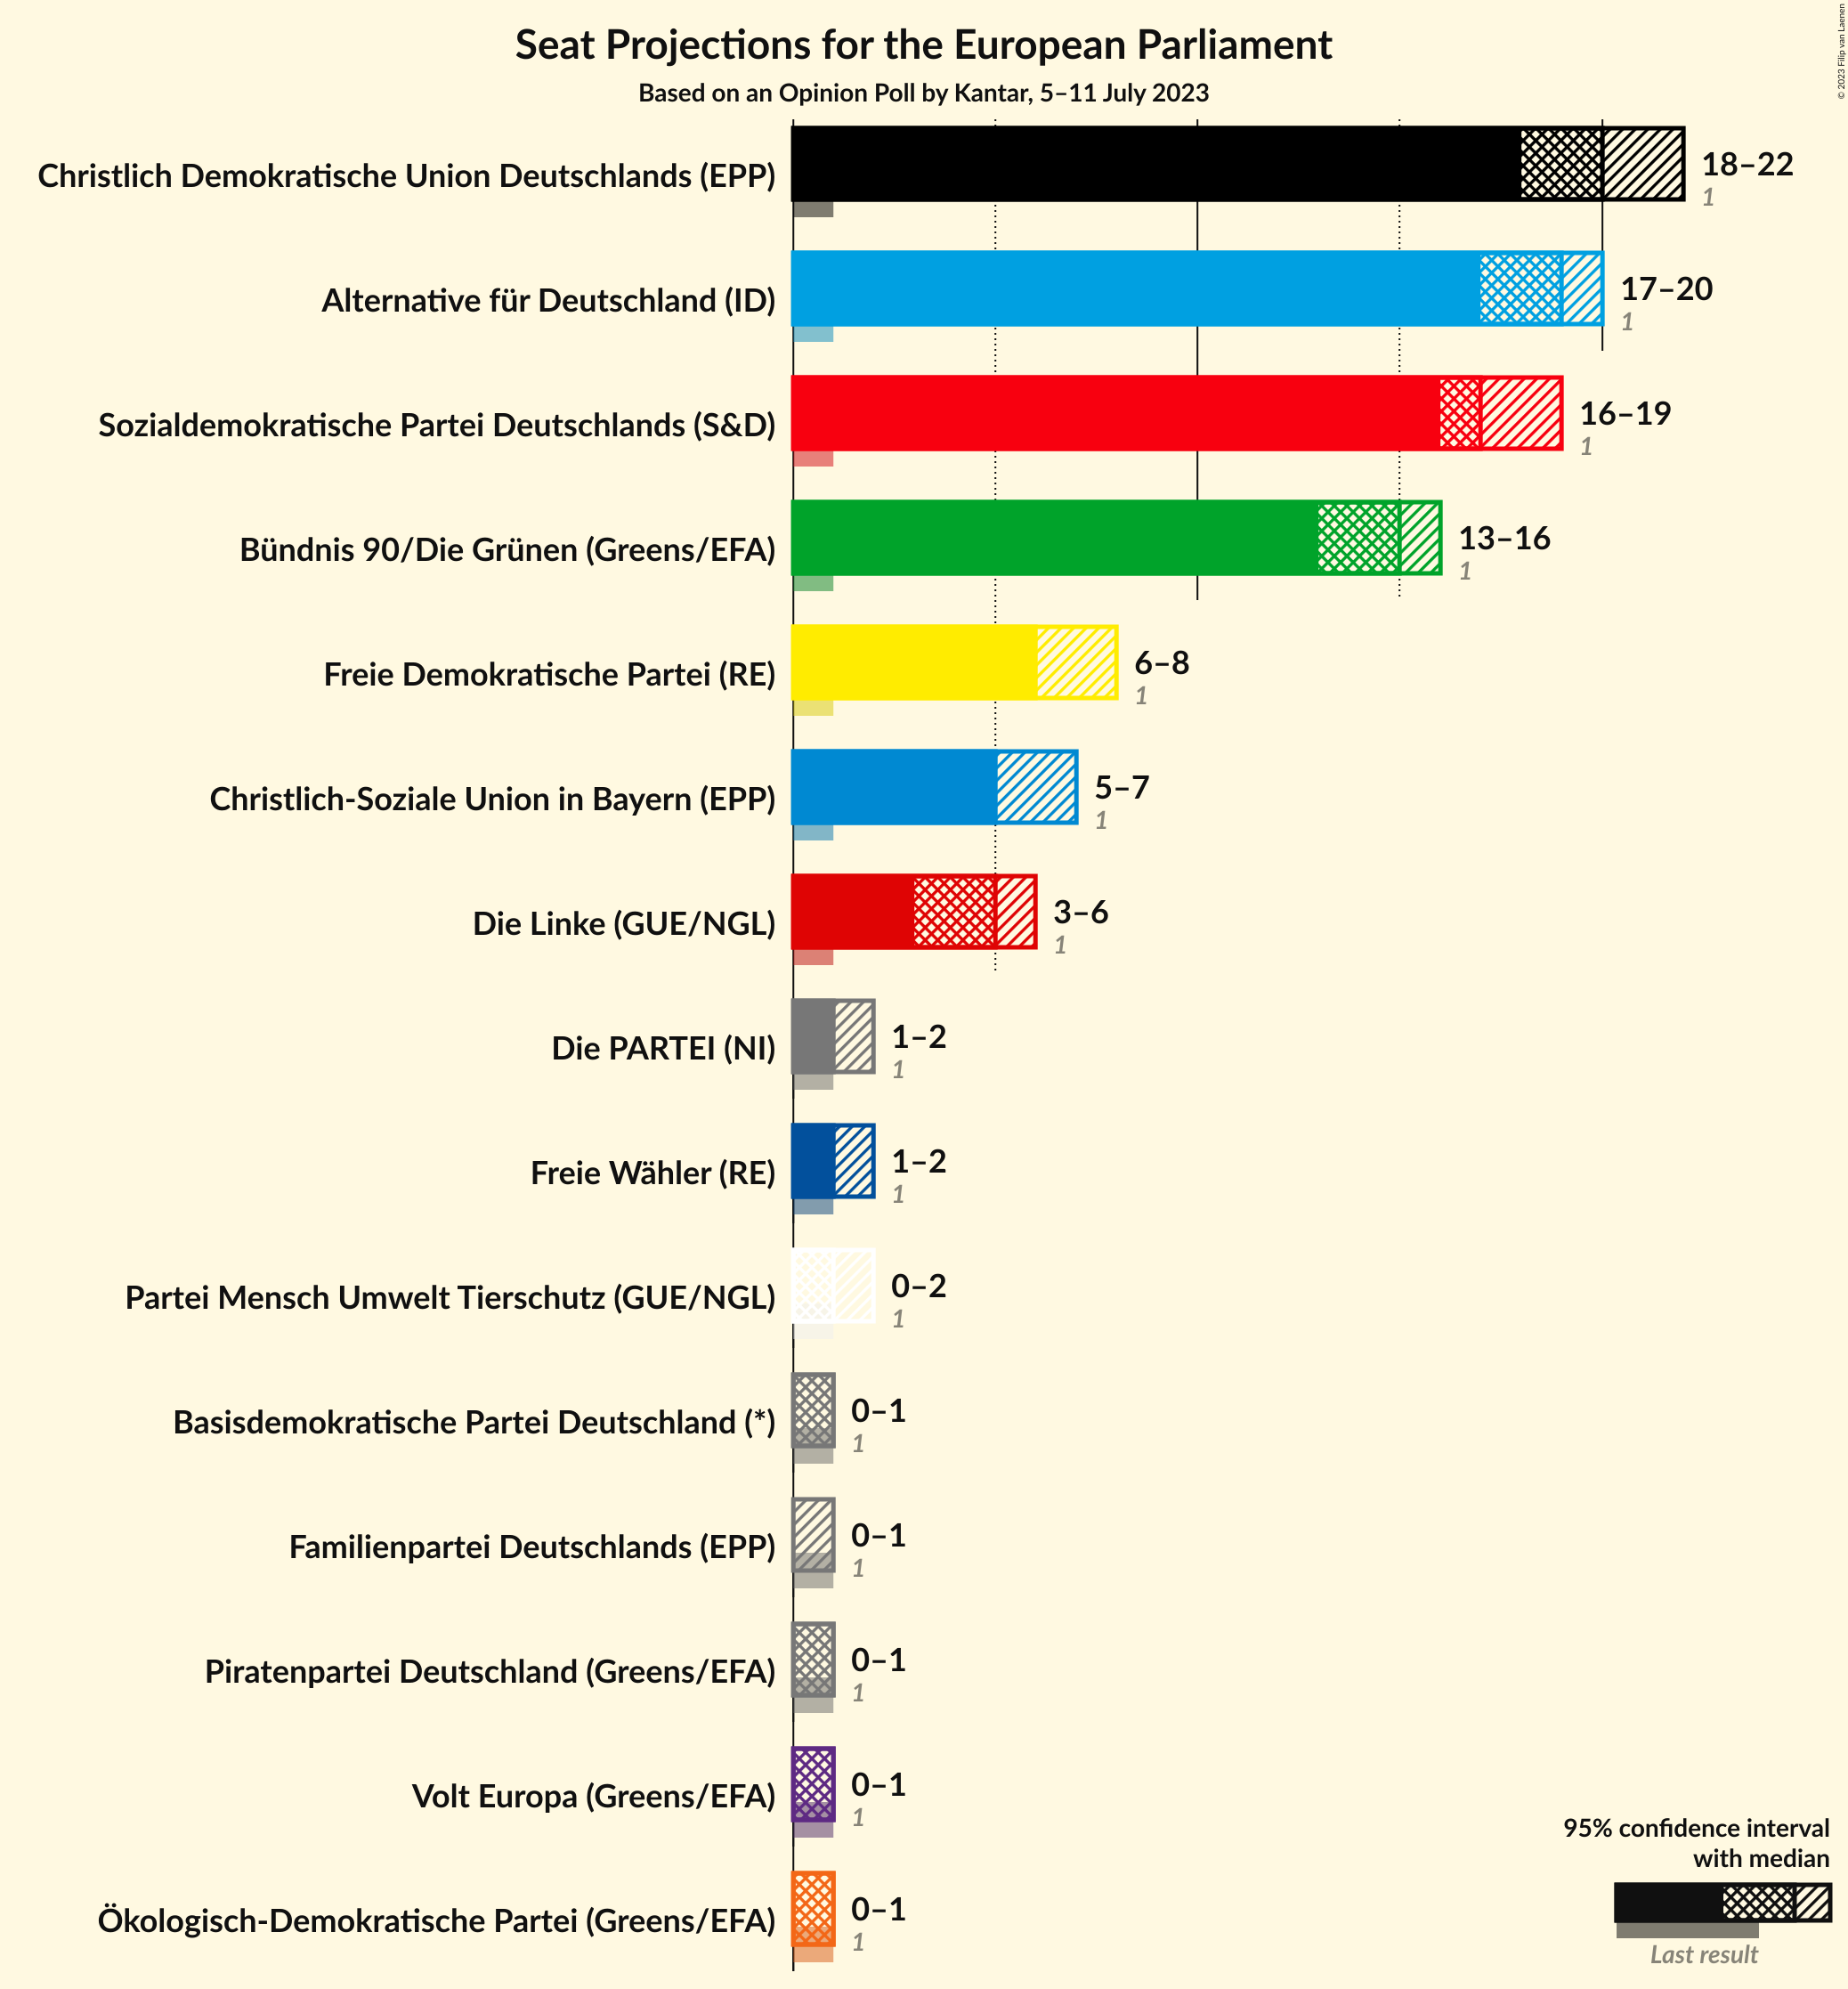 Seat Projections for the European Parliament
Based on an Opinion Poll by Kantar, 5–11 July 2023
© 2023 Filip van Laenen
Christlich Demokratische Union Deutschlands (EPP)
18–22
1
Alternative für Deutschland (ID)
17–20
1
Sozialdemokratische Partei Deutschlands (S&D)
16–19
1
Bündnis 90/Die Grünen (Greens/EFA)
13–16
1
Freie Demokratische Partei (RE)
6–8
1
Christlich-Soziale Union in Bayern (EPP)
5–7
1
Die Linke (GUE/NGL)
3–6
1
Die PARTEI (NI)
1–2
1
Freie Wähler (RE)
1–2
1
Partei Mensch Umwelt Tierschutz (GUE/NGL)
0–2
1
Basisdemokratische Partei Deutschland (*)
0–1
1
Familienpartei Deutschlands (EPP)
0–1
1
Piratenpartei Deutschland (Greens/EFA)
0–1
1
Volt Europa (Greens/EFA)
0–1
1
Ökologisch-Demokratische Partei (Greens/EFA)
0–1
1
95% confidence interval
with median
Last result